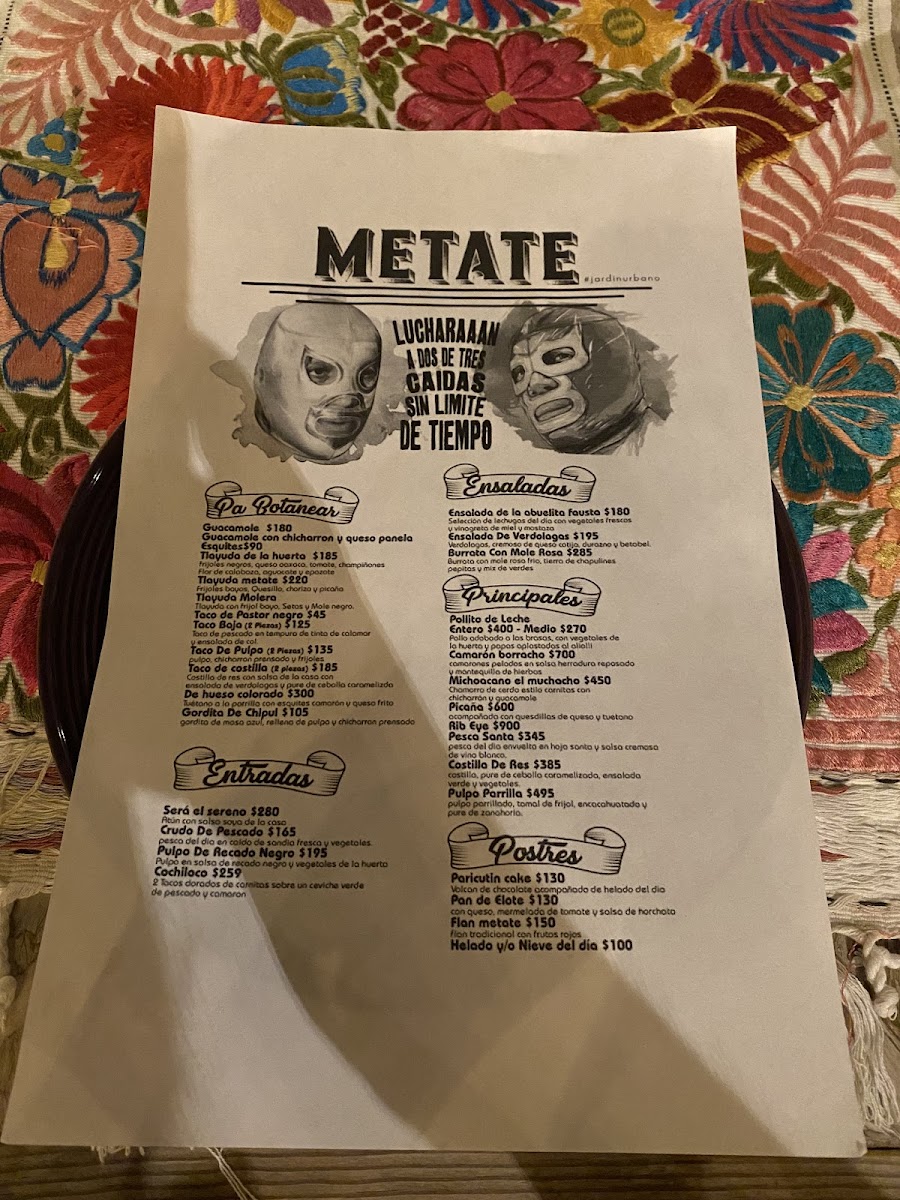 METATE
#jardinurbano
LUCHARAAAN
A DOS DE TRES
CAIDAS
SIN LIMITE
DE TIEMPO
Pa Botanear
Guacamole $180
Guacamole con chicharron y queso panela
Esquites$90
Tlayuda de la huerta $185
frijoles negros, queso oaxaca, tomate, champiñones
Flor de calabaza, aguacate y epazote
Tlayuda metate $220
Frijoles bayos, Quesillo, chorizo y picaña
Tlayuda Molera
Tlayuda con frijol bayo, Setas y Mole negro.
Taco de Pastor negro $45
Taco Baja (2 Piezas) $125
Taco de pescado en tempura de tinta de calamar
y ensalada de col.
Taco De Pulpo (2 Piezas) $135
pulpo, chicharron prensado y frijoles
Taco de costilla (2 piezas) $185
Costilla de res con salsa de la casa con
ensalada de verdolagas y pure de cebolla caramelizda
De hueso colorado $300
Tuétano a la parrilla con esquites camarón y queso frito
Gordita De Chipul $105
gordita de masa azul, rellena de pulpo y chicharron prensado
Entradas
Será el sereno $280
Atún con salsa soya de la casa
Crudo De Pescado $165
pesca del dia en caldo de sandia fresca y vegetales.
Pulpo De Recado Negro $195
Pulpo en salsa de recado negro y vegetales de la huerta
Cochiloco $259
2 Tacos dorados de carnitas sobre un ceviche verde
de pescado y camaron
Ensaladas
Ensalada de la abuelita fausta $180
Selección de lechugas del dia con vegetales frescos
y vinagreta de miel y mostaza
Ensalada De Verdolagas $195
Verdolagas, cremoso de queso cotija, durazno y betabel.
Burrata Con Mole Rosa $285
Burrata con mole rosa frio, tierra de chapulines
pepitas y mix de verdes
Principales
Pollito de Leche
Entero $400 - Medio $270
Pollo adobado a las brasas, con vegetales de
la huerta y papas aplastadas al alioli!
Camarón borracho $700
camarones pelados en salsa herradura reposado
y mantequilla de hierbas
Michoacano el muchacho $450
Chamorro de cerdo estilo carnitas con
chicharrón y guacamole
Picaña $600
acompañada con quesdillas de queso y tuetano
Rib Eye $900
Pesca Santa $345
pesca del dia envuelta en hoja santa y salsa cremosa
de vino blanco.
Costilla De Res $385
costilla, pure de cebolla caramelizada, ensalada
verde y vegetales.
Pulpo Parrilla $495
pulpo parrillado, tamal de frijol, encacahuatado y
pure de zanahoria.
Postres
Paricutin cake $130
Volcan de chocolate acompañado de helado del dia
Pan de Elote $130
con queso, mermelada de tomate y salsa de horchata
Flan metate $150
flan tradicional con frutos rojos
Helado y/o Nieve del dia $100